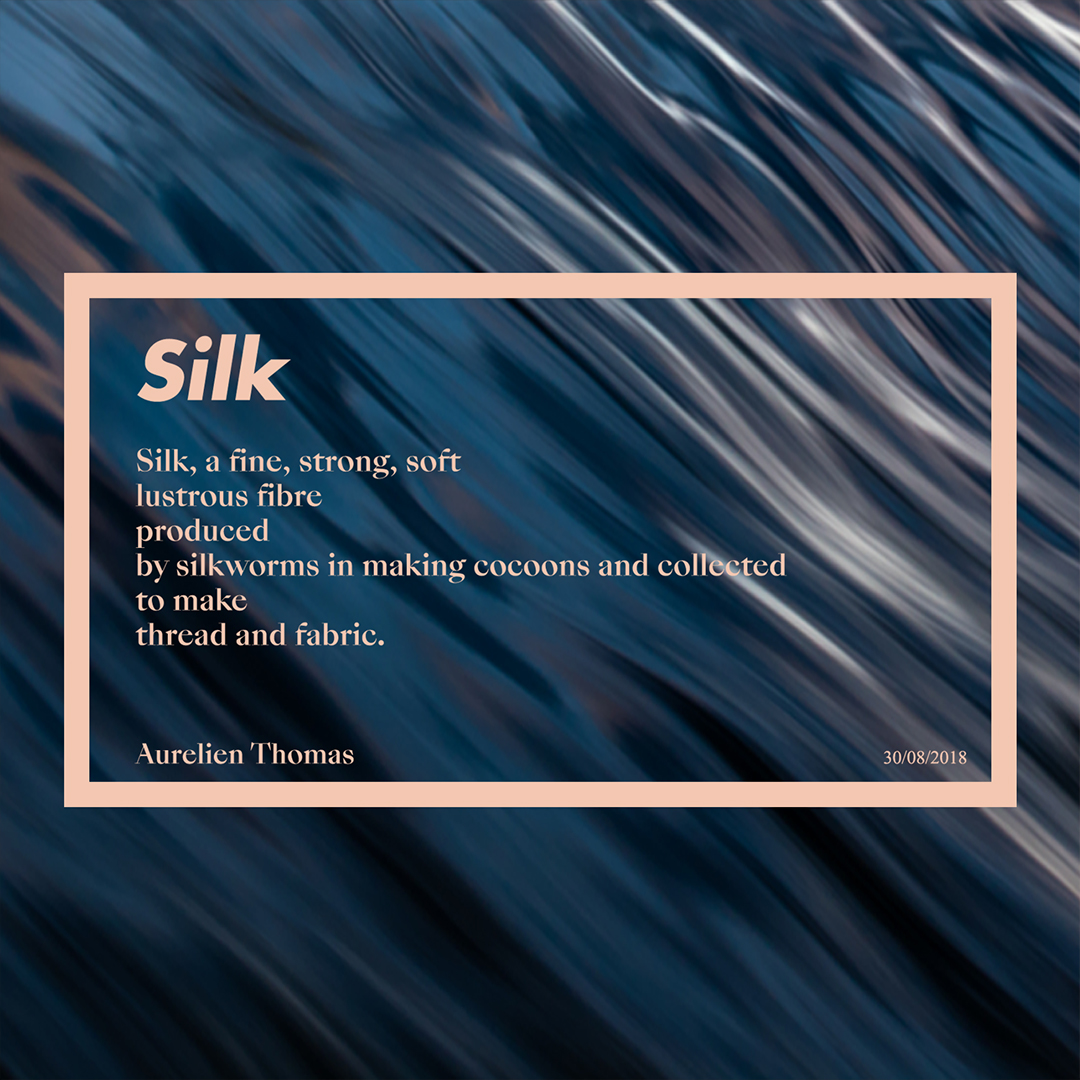 Silk
Silk, a fine, strong, soft
lustrous fibre
produced
by silkworms in making cocoons and collected
to make
thread and fabric.
Aurelien Thomas
30/08/2018